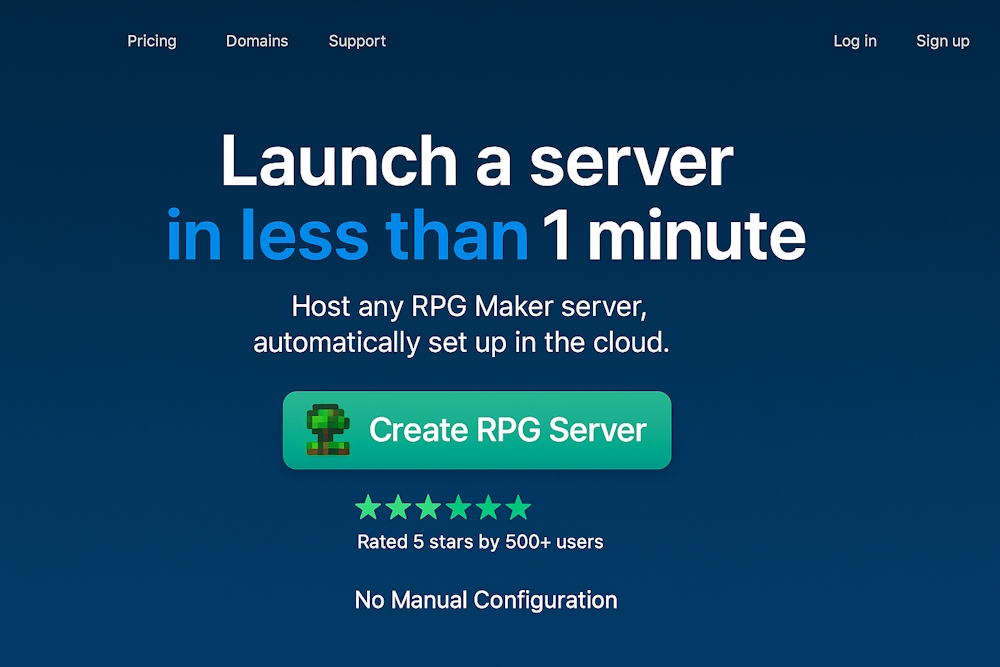 Pricing Domains Support Log in Sign up
Launch a server
in less than 1 minute
Host any RPG Maker server,
automatically set up in the cloud.
Create RPG Server
Rated 5 stars by 500+ users
No Manual Configuration